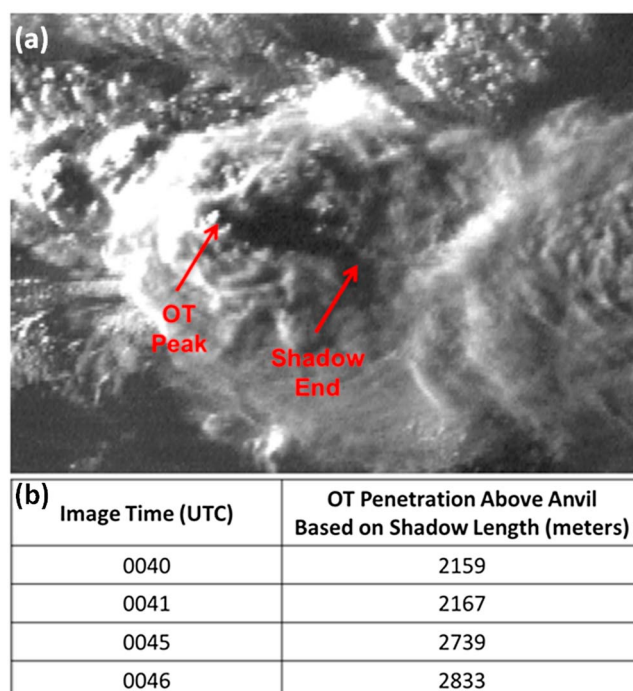 (a)
OT
Peak
Shadow
End
(b)
Image Time (UTC)
OT Penetration Above Anvil
Based on Shadow Length (meters)
0040
2159
0041
2167
0045
2739
0046
2833